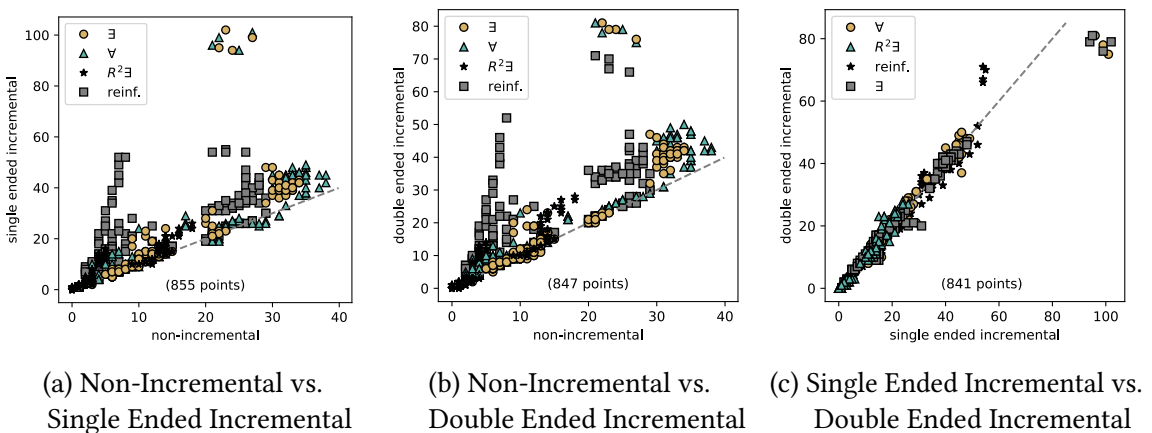 single ended incremental
100
80
60
40
20
0
∃
∀
R²∃
reinf.
(855 points)
0 10 20 30 40
non-incremental
double ended incremental
80
70
60
50
40
30
20
10
0
∃
∀
R²∃
reinf.
(847 points)
0 10 20 30 40
non-incremental
double ended incremental
80
60
40
20
0
∀
R²∃
reinf.
∃
(841 points)
0 20 40 60 80 100
single ended incremental
(a) Non-Incremental vs.
Single Ended Incremental
(b) Non-Incremental vs.
Double Ended Incremental
(c) Single Ended Incremental vs.
Double Ended Incremental